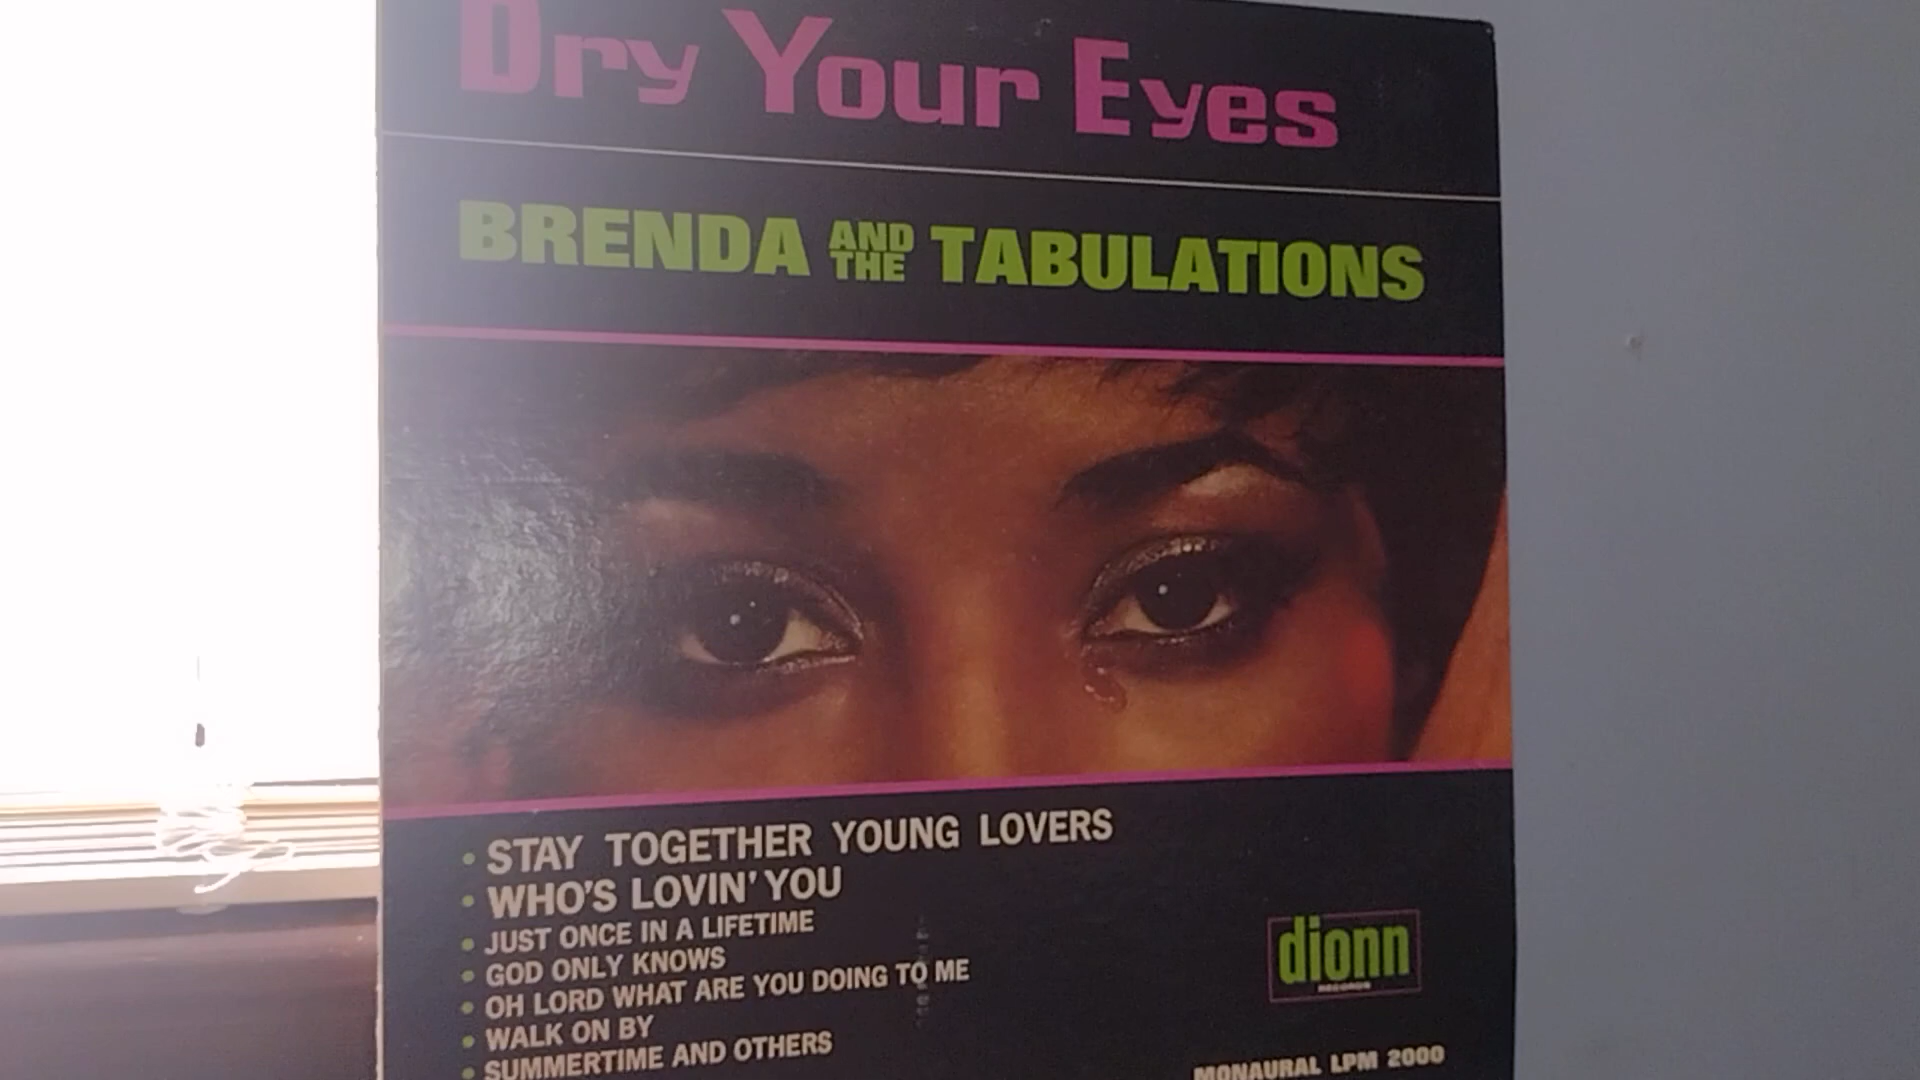 Dry Your Eyes
BRENDA AND THE TABULATIONS
• STAY TOGETHER YOUNG LOVERS
• WHO'S LOVIN' YOU
• JUST ONCE IN A LIFETIME
• GOD ONLY KNOWS
• OH LORD WHAT ARE YOU DOING TO ME
• WALK ON BY
• SUMMERTIME AND OTHERS
dionn
RECORDS
MONAURAL LPM 2000